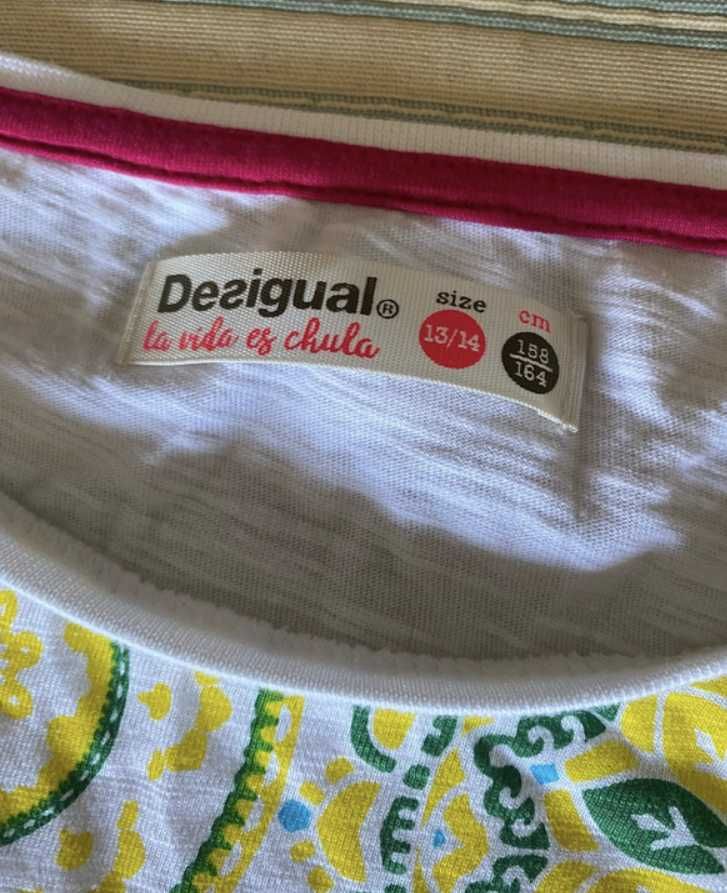 Desigual®
la vida es chula
size
13/14
cm
158
164